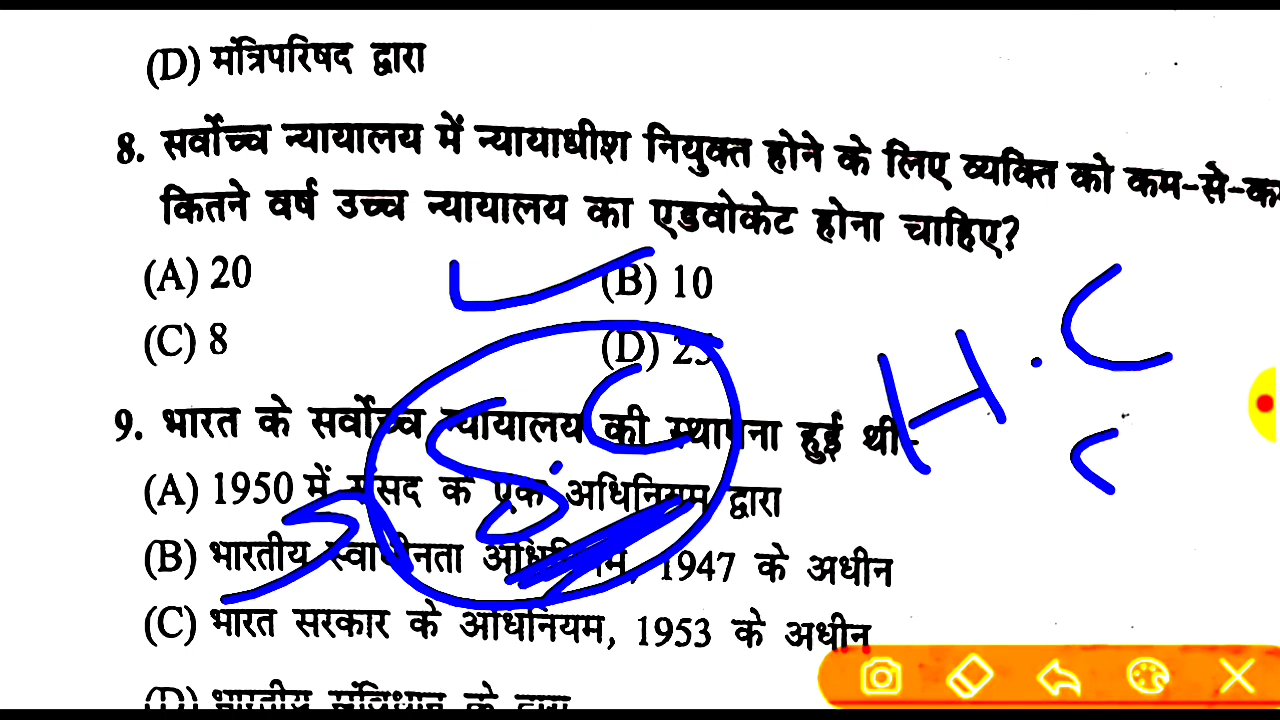 (D) मंत्रिपरिषद द्वारा
8. सर्वोच्च न्यायालय में न्यायाधीश नियुक्त होने के लिए व्यक्ति को कम-से-कम
कितने वर्ष उच्च न्यायालय का एडवोकेट होना चाहिए?
(A) 20 (B) 10
(C) 8 (D) 25
H.C
S.C
9. भारत के सर्वोच्च न्यायालय की स्थापना हुई थी-
(A) 1950 में संसद के एक अधिनियम द्वारा
(B) भारतीय स्वाधीनता अधिनियम, 1947 के अधीन
(C) भारत सरकार के अधिनियम, 1953 के अधीन
(D) भारतीय संविधान के द्वारा